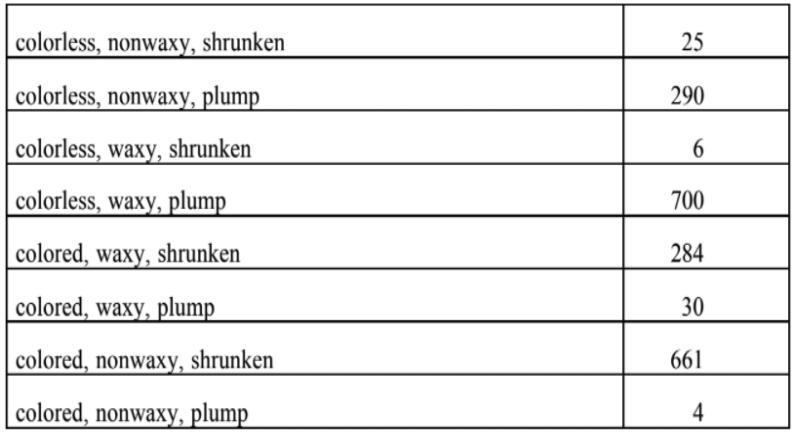 colorless, nonwaxy, shrunken 25
colorless, nonwaxy, plump 290
colorless, waxy, shrunken 6
colorless, waxy, plump 700
colored, waxy, shrunken 284
colored, waxy, plump 30
colored, nonwaxy, shrunken 661
colored, nonwaxy, plump 4